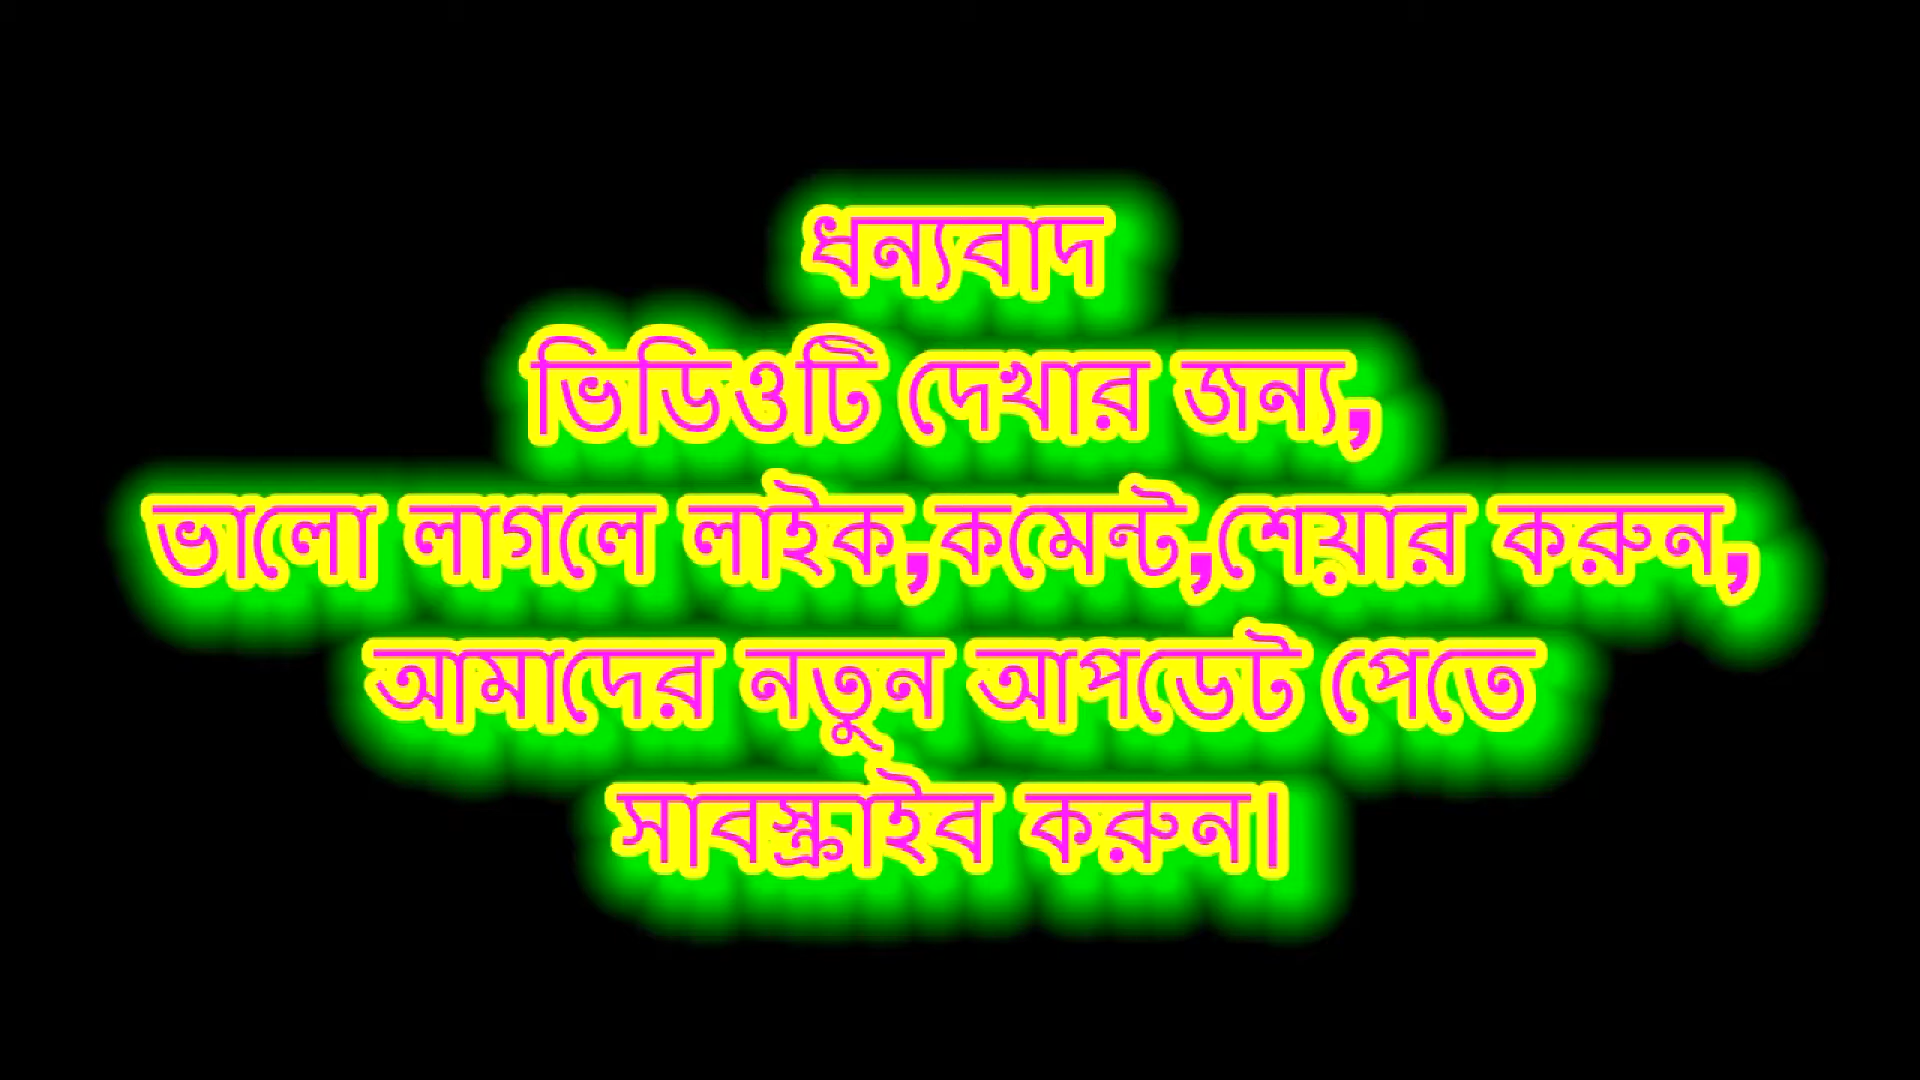 ধন্যবাদ
ভিডিওটি দেখার জন্য,
ভালো লাগলে লাইক,কমেন্ট,শেয়ার করুন,
আমাদের নতুন আপডেট পেতে
সাবস্ক্রাইব করুন।